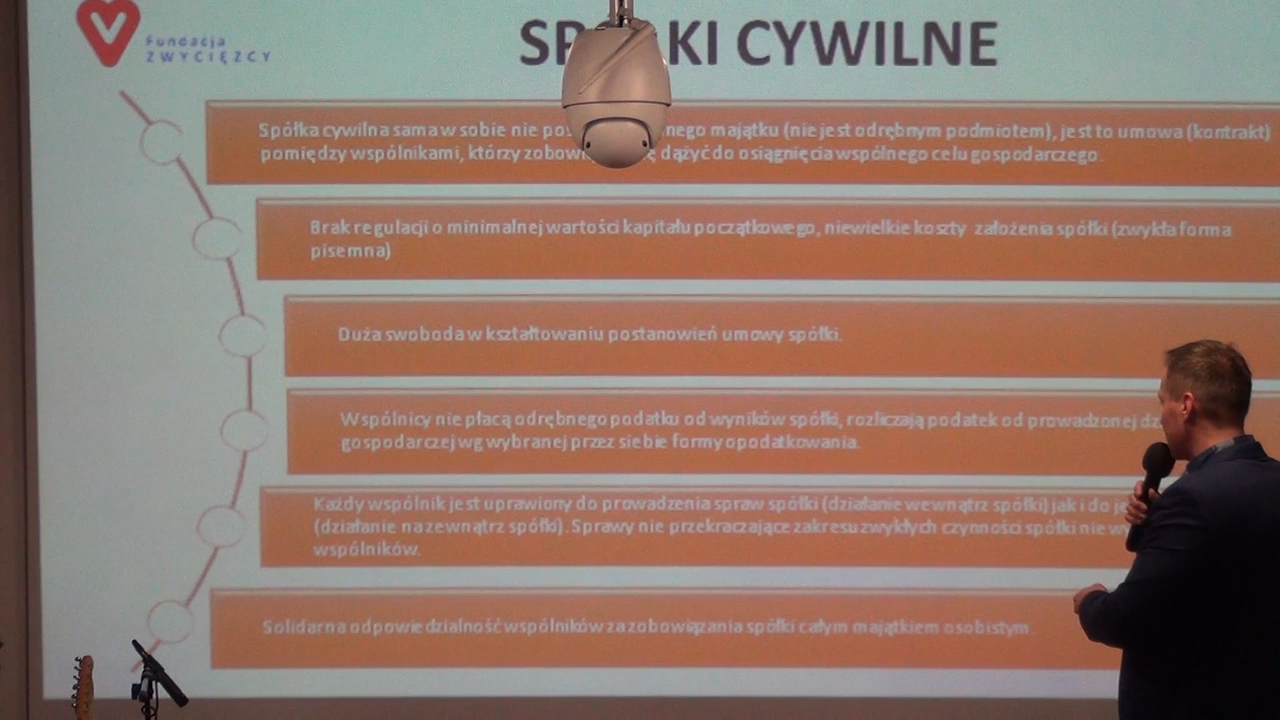 Fundacja
ZWYCIĘZCY
KI CYWILNE
Spółka cywilna sama w sobie nie majątku (nie jest odrębnym podmiotem), jest to umowa (kontrakt)
pomiędzy wspólnikami, którzy dążyć do osiągnięcia wspólnego celu gospodarczego.
Brak regulacji o minimalnej wartości kapitału początkowego, niewielkie koszty założenia spółki (zwykła forma
pisemna)
Duża swoboda w kształtowaniu postanowień umowy spółki.
Wspólnicy nie płacą odrębnego podatku od wyników spółki, rozliczają podatek od prowadzonej
gospodarczej wg wybranej przez siebie formy opodatkowania.
Każdy wspólnik jest uprawiony do prowadzenia spraw spółki (działanie wewnątrz spółki) jak i do
(działanie na zewnątrz spółki). Sprawy nie przekraczające zakresu zwykłych czynności spółki nie
wspólników.
Solidarna odpowiedzialność wspólników za zobowiązania spółki całym majątkiem osobistym.